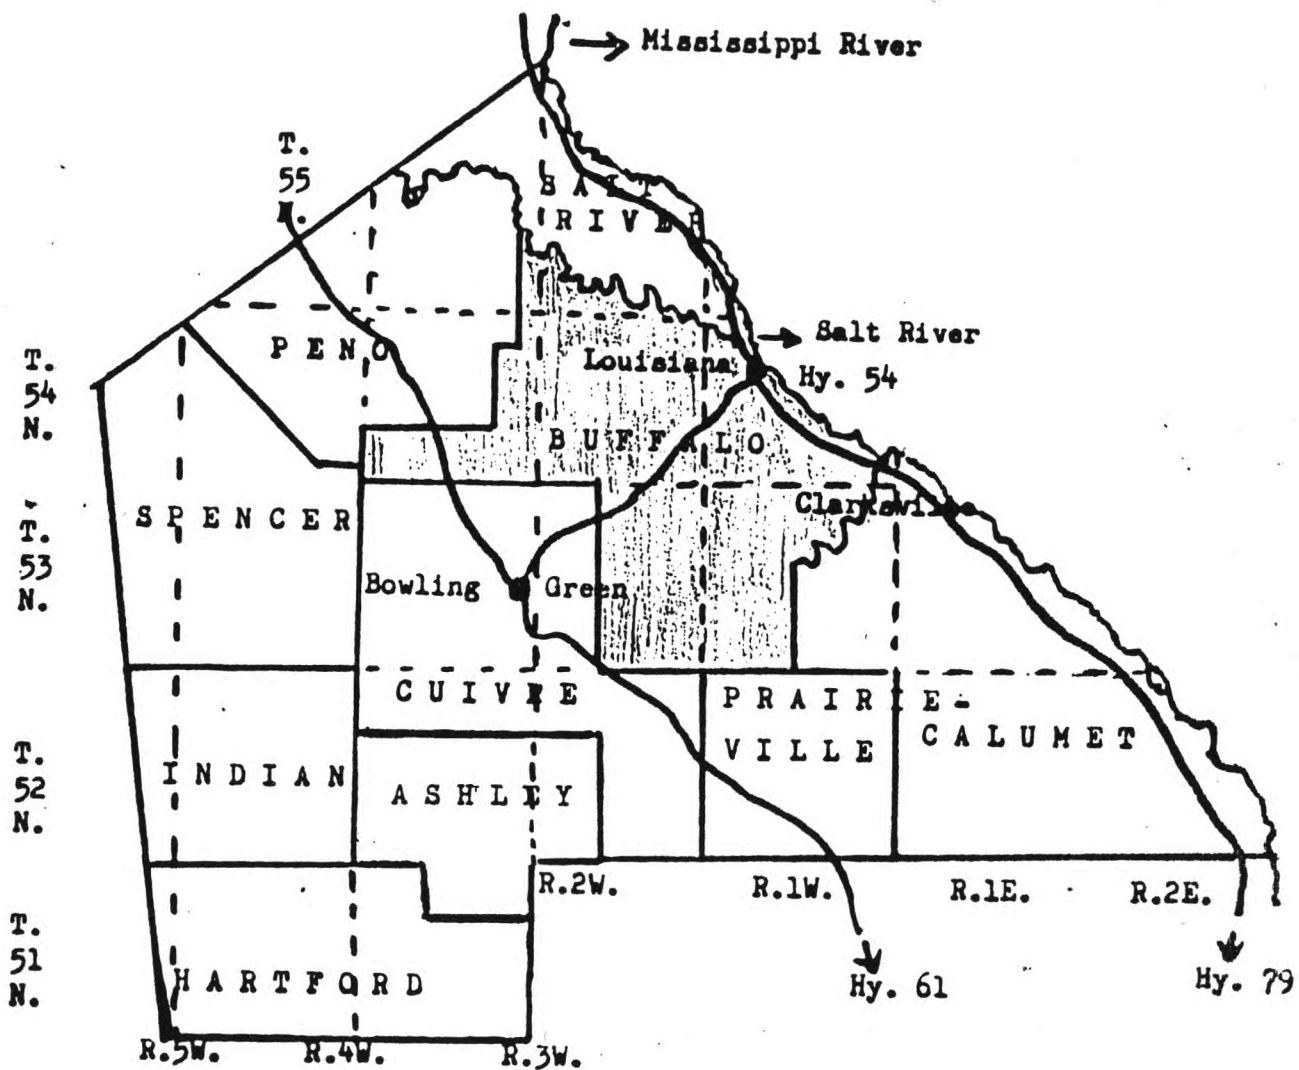 Mississippi River
T.
55
N.
SALT
RIVER
PENO
Salt River
Louisiana
Hy. 54
T.
54
N.
BUFFALO
Clarksville
SPENCER
T.
53
N.
Bowling Green
CUIVRE
PRAIRIE-
VILLE
CALUMET
T.
52
N.
INDIAN
ASHLEY
R.2W.
R.1W.
R.1E.
R.2E.
T.
51
N.
HARTFORD
Hy. 61
Hy. 79
R.5W.
R.4W.
R.3W.